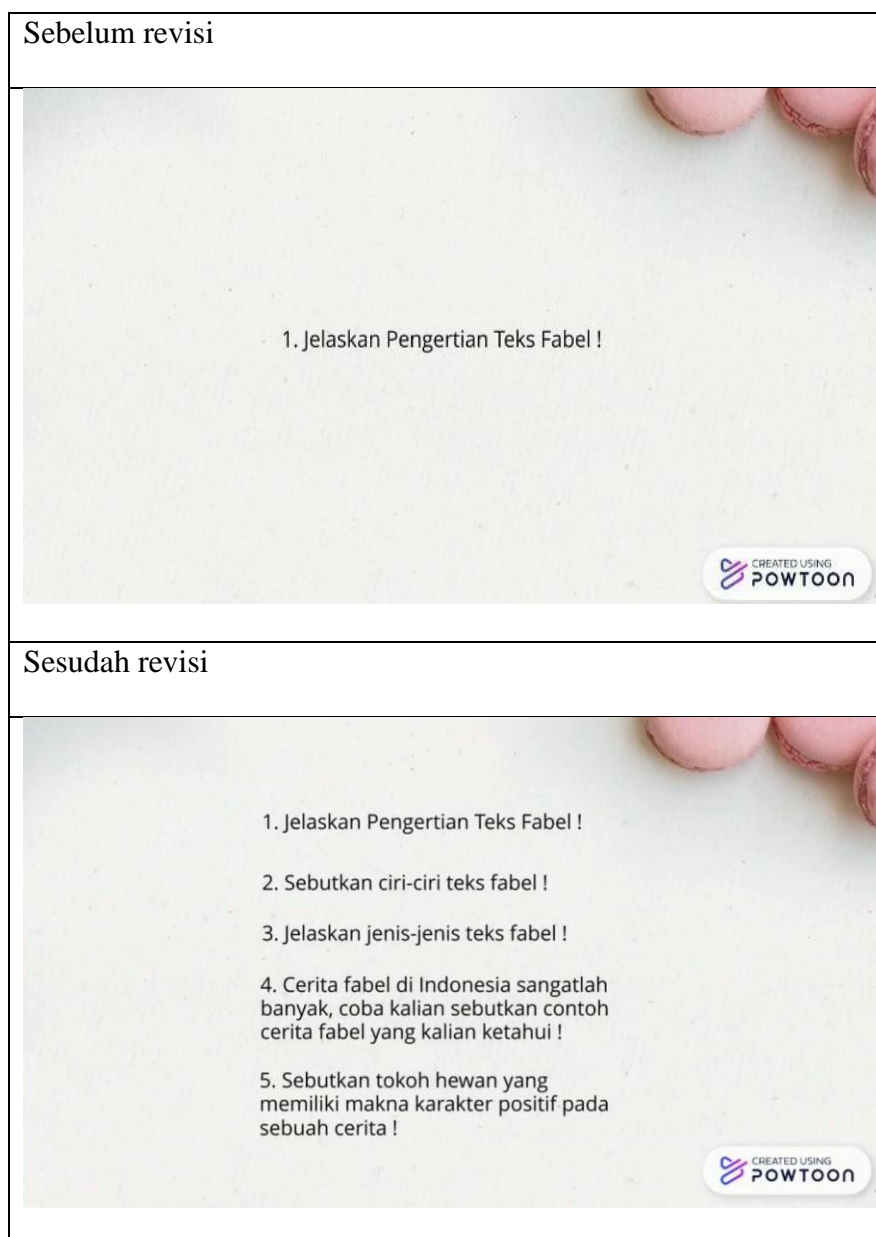 Sebelum revisi
1. Jelaskan Pengertian Teks Fabel !
CREATED USING
POWTOON
Sesudah revisi
1. Jelaskan Pengertian Teks Fabel !
2. Sebutkan ciri-ciri teks fabel !
3. Jelaskan jenis-jenis teks fabel !
4. Cerita fabel di Indonesia sangatlah
banyak, coba kalian sebutkan contoh
cerita fabel yang kalian ketahui !
5. Sebutkan tokoh hewan yang
memiliki makna karakter positif pada
sebuah cerita !
CREATED USING
POWTOON